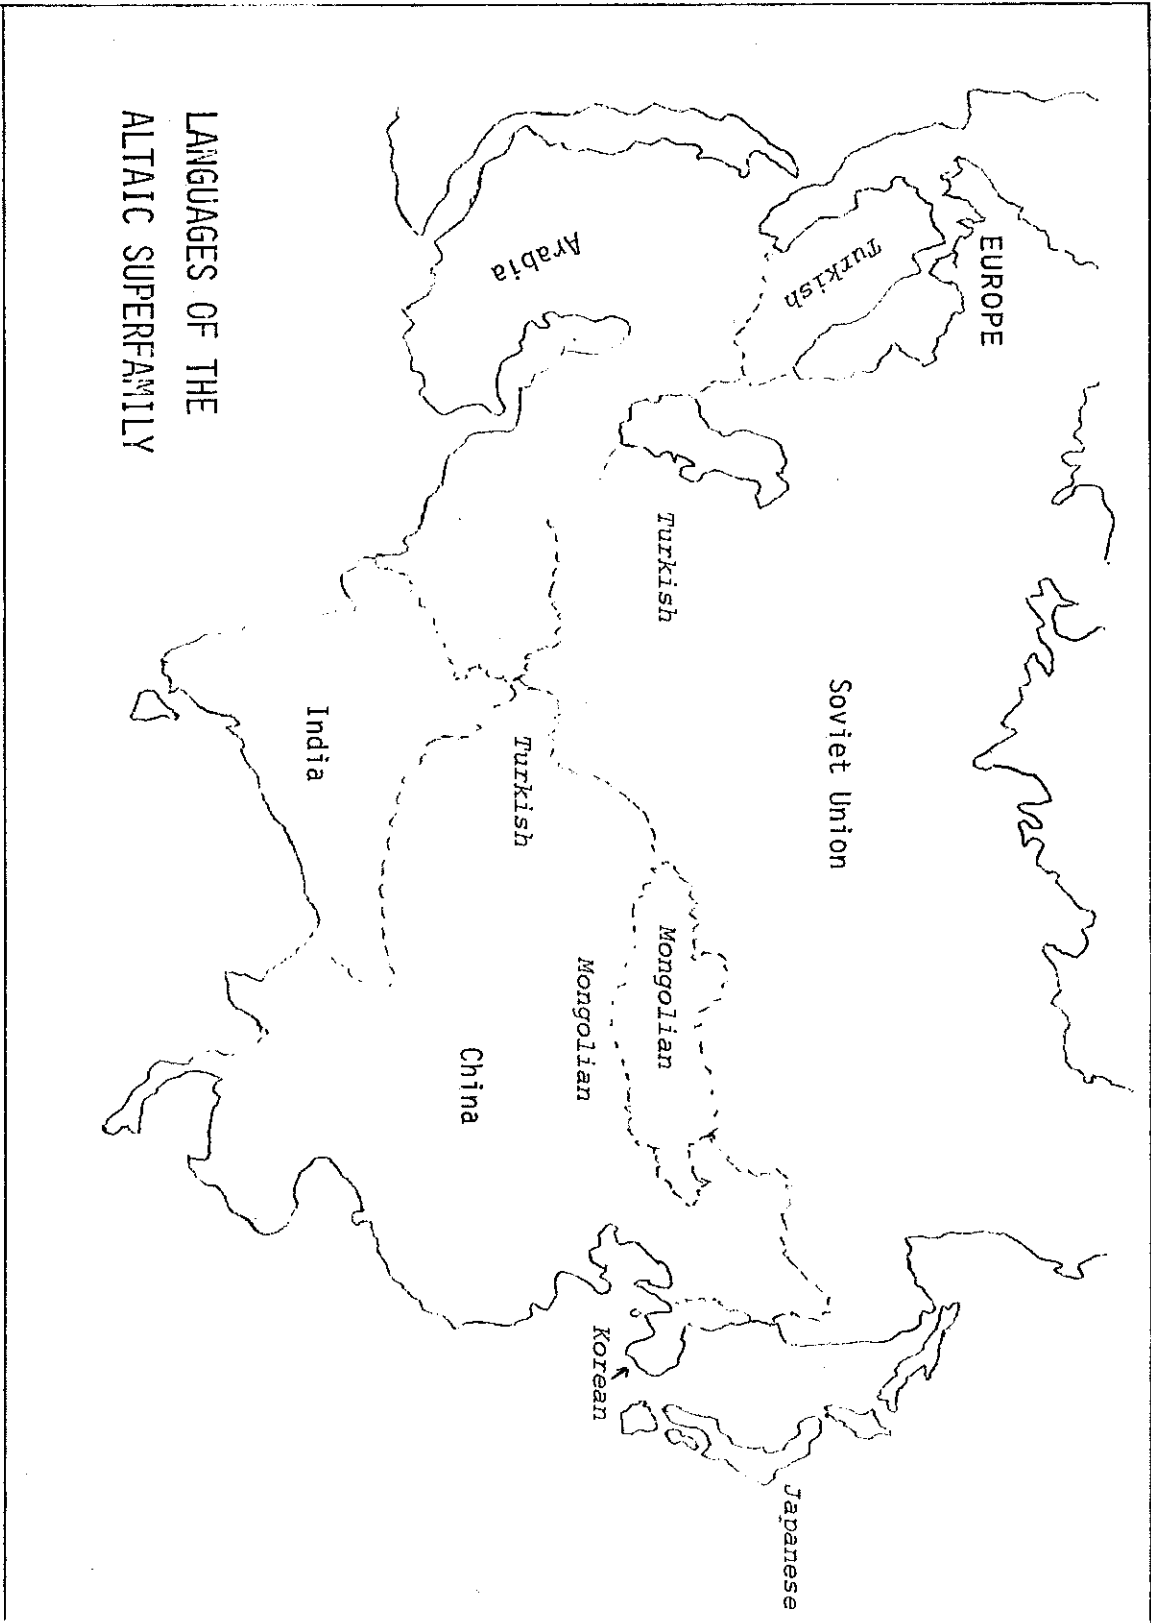 EUROPE
Turkish
Arabia
Soviet Union
Turkish
Turkish
India
Mongolian
Mongolian
China
Korean
Japanese
LANGUAGES OF THE
ALTAIC SUPERFAMILY